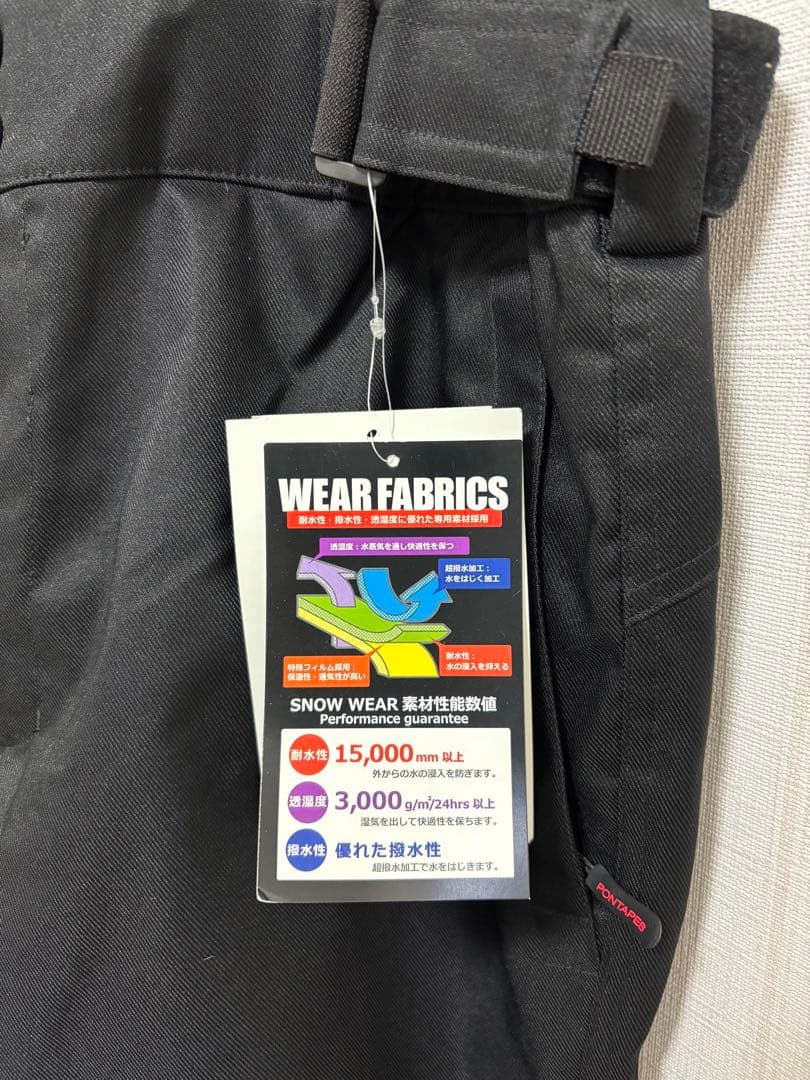 WEAR FABRICS
耐水性・撥水性・透湿度に優れた専用素材採用
透湿度：水蒸気を通し快適性を保つ
超撥水加工：
水をはじく加工
特殊フィルム採用：
保温性・通気性が高い
耐水性：
水の浸入を抑える
SNOW WEAR 素材性能数値
Performance guarantee
耐水性 15,000mm 以上
外からの水の浸入を防ぎます。
透湿度 3,000g/m²/24hrs 以上
湿気を出して快適性を保ちます。
撥水性 優れた撥水性
超撥水加工で水をはじきます。
PONTAPES